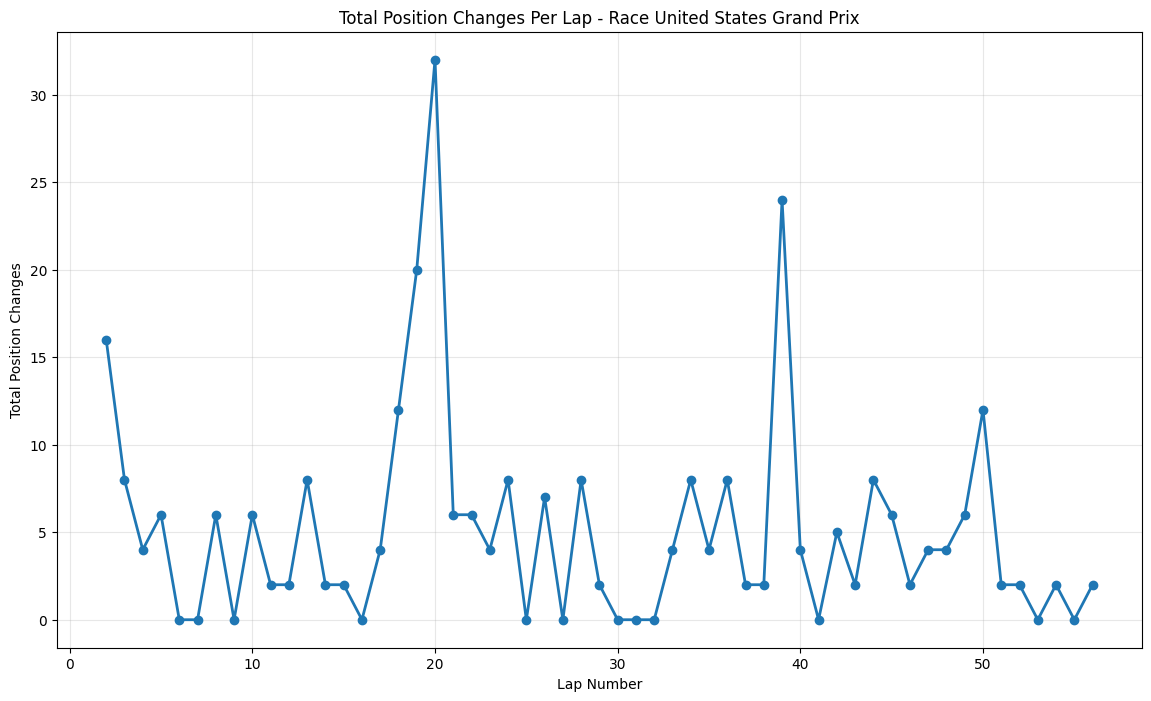 Total Position Changes Per Lap - Race United States Grand Prix
Total Position Changes
30
25
20
15
10
5
0
0 10 20 30 40 50
Lap Number